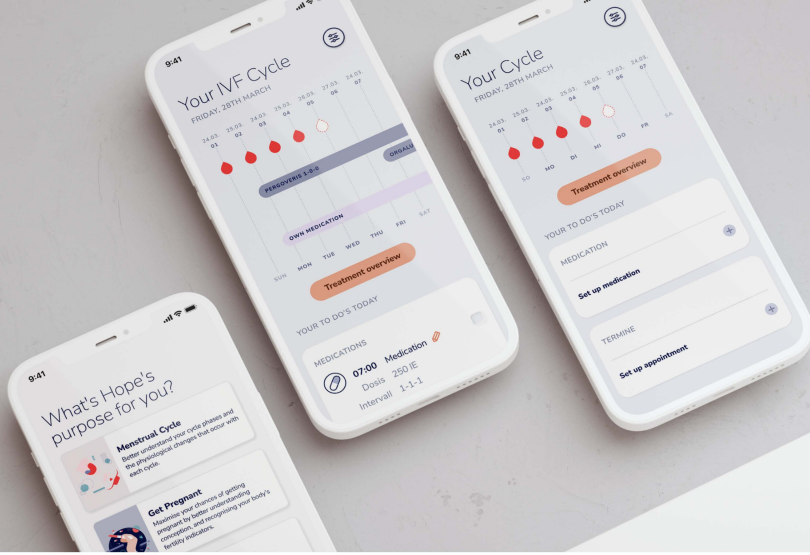 9:41
Your IVF Cycle
FRIDAY, 28TH MARCH
24.03. 25.03. 24.03. 25.03. 26.03. 27.03. 24.03.
01 02 03 04 05 06 07
PERGOVERIS 1-0-0
ORGALU
OWN MEDICATION
SUN MON TUE WED THU FRI SAT
Treatment overview
YOUR TO DO'S TODAY
MEDICATIONS
07:00 Medication
Dosis 250 IE
Intervall 1-1-1
9:41
Your Cycle
FRIDAY, 28TH MARCH
24.03. 25.03. 24.03. 25.03. 26.03. 27.03. 24.03.
01 02 03 04 05 06 07
SO MO DI MI DO FR SA
Treatment overview
YOUR TO DO'S TODAY
MEDICATION
Set up medication
TERMINE
Set up appointment
9:41
What's Hope's
purpose for you?
Menstrual Cycle
Better understand your cycle phases and
the physiological changes that occur with
each cycle.
Get Pregnant
Maximise your chances of getting
pregnant by better understanding
conception, and recognising your body's
fertility indicators.